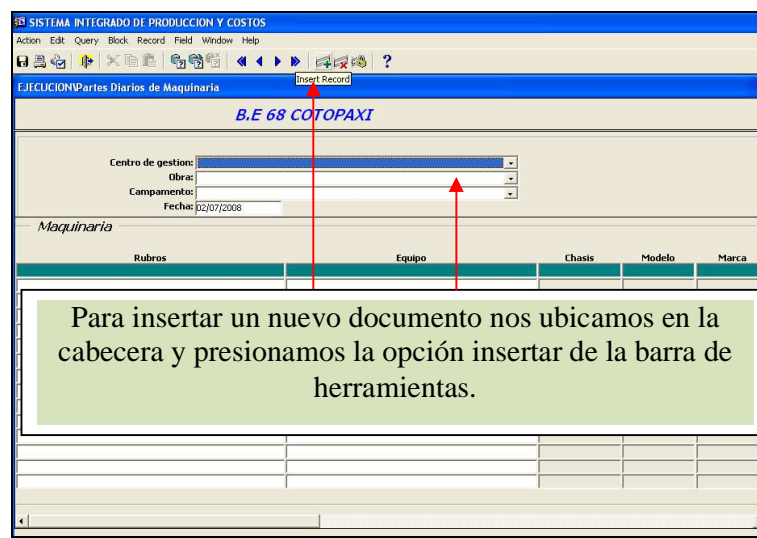 SISTEMA INTEGRADO DE PRODUCCION Y COSTOS
Action Edit Query Block Record Field Window Help
Insert Record
EJECUCION\Partes Diarios de Maquinaria
B.E 68 COTOPAXI
Centro de gestion:
Obra:
Campamento:
Fecha: 02/07/2008
Maquinaria
Rubros Equipo Chasis Modelo Marca
Para insertar un nuevo documento nos ubicamos en la
cabecera y presionamos la opción insertar de la barra de
herramientas.